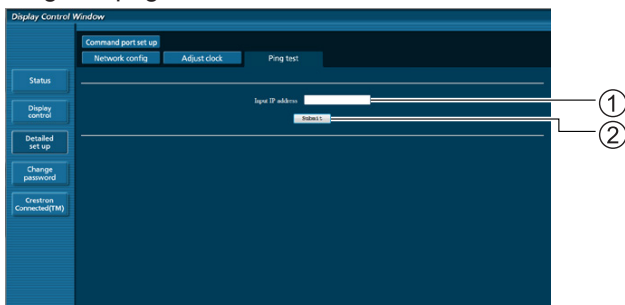 Display Control Window
Command port set up
Network config Adjust clock Ping test
Status
Input IP address ①
Submit ②
Display
control
Detailed
set up
Change
password
Crestron
Connected(TM)